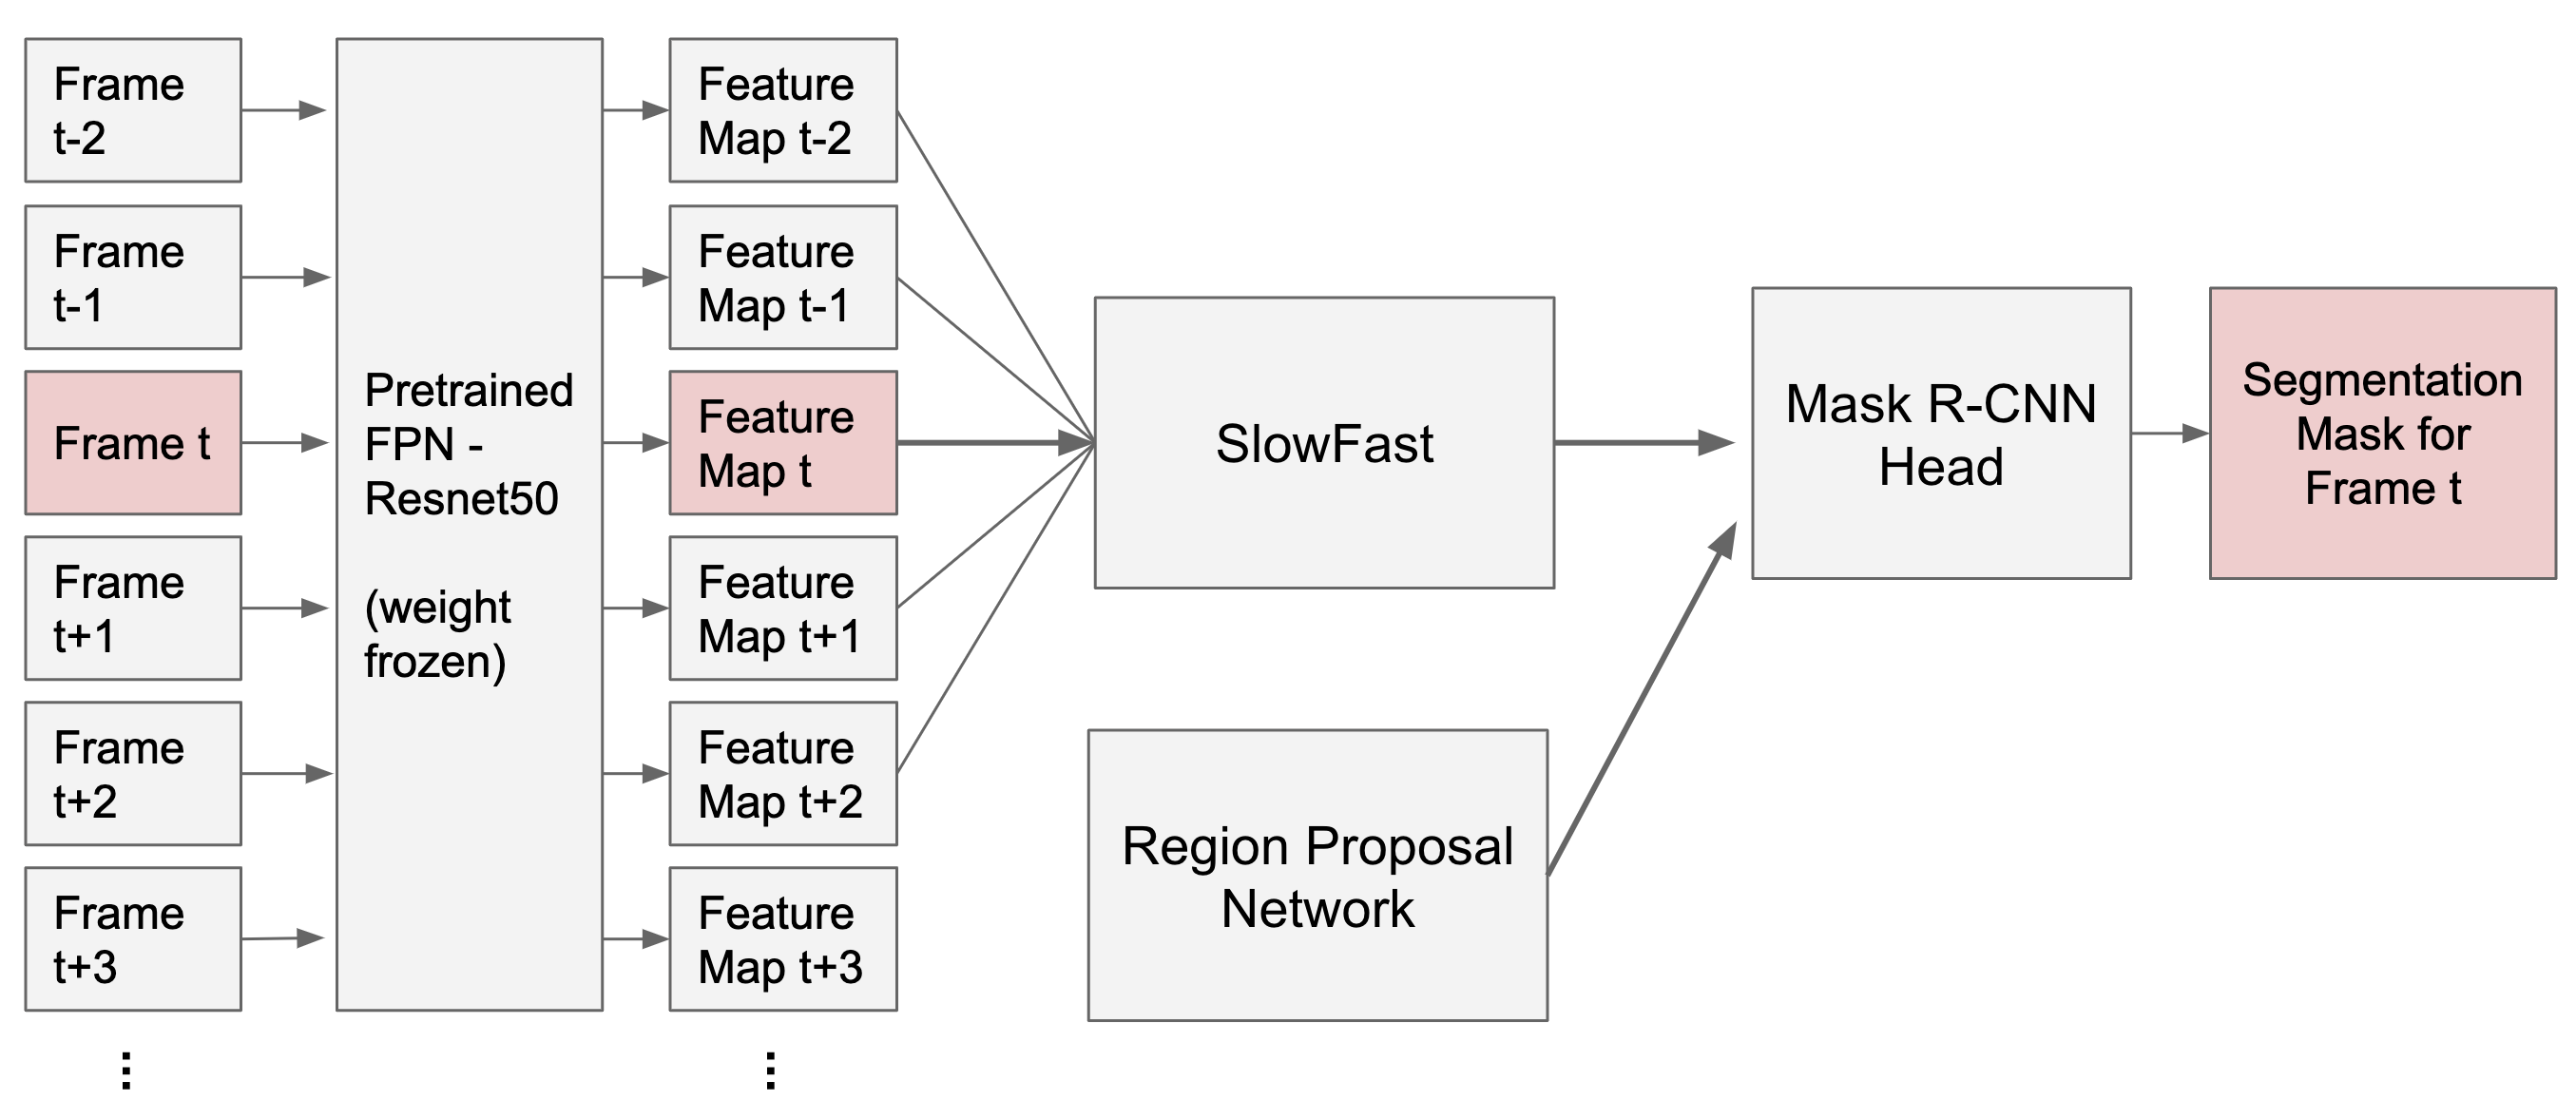 Frame
t-2
Frame
t-1
Frame t
Frame
t+1
Frame
t+2
Frame
t+3
Pretrained
FPN -
Resnet50
(weight
frozen)
Feature
Map t-2
Feature
Map t-1
Feature
Map t
Feature
Map t+1
Feature
Map t+2
Feature
Map t+3
SlowFast
Region Proposal
Network
Mask R-CNN
Head
Segmentation
Mask for
Frame t